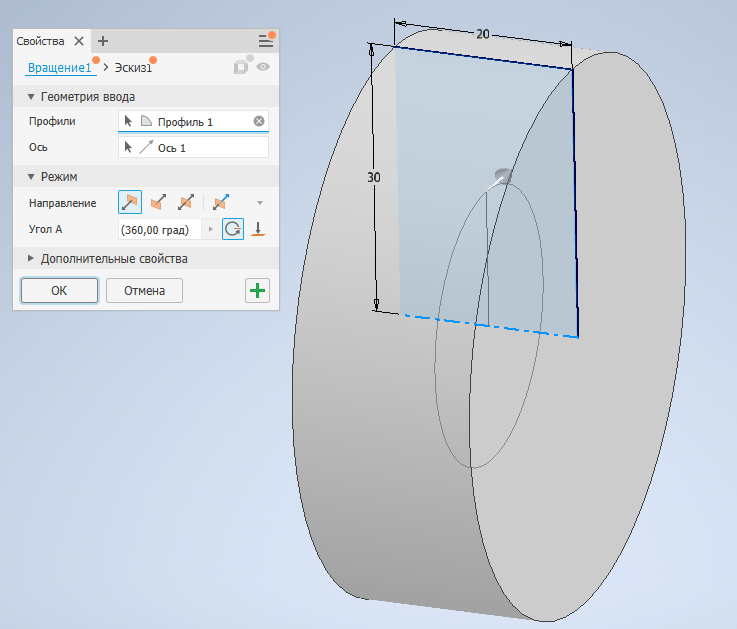 Свойства
Вращение1 > Эскиз1
Геометрия ввода
Профили Профиль 1
Ось Ось 1
Режим
Направление
Угол A (360,00 град)
Дополнительные свойства
ОК Отмена
20
30